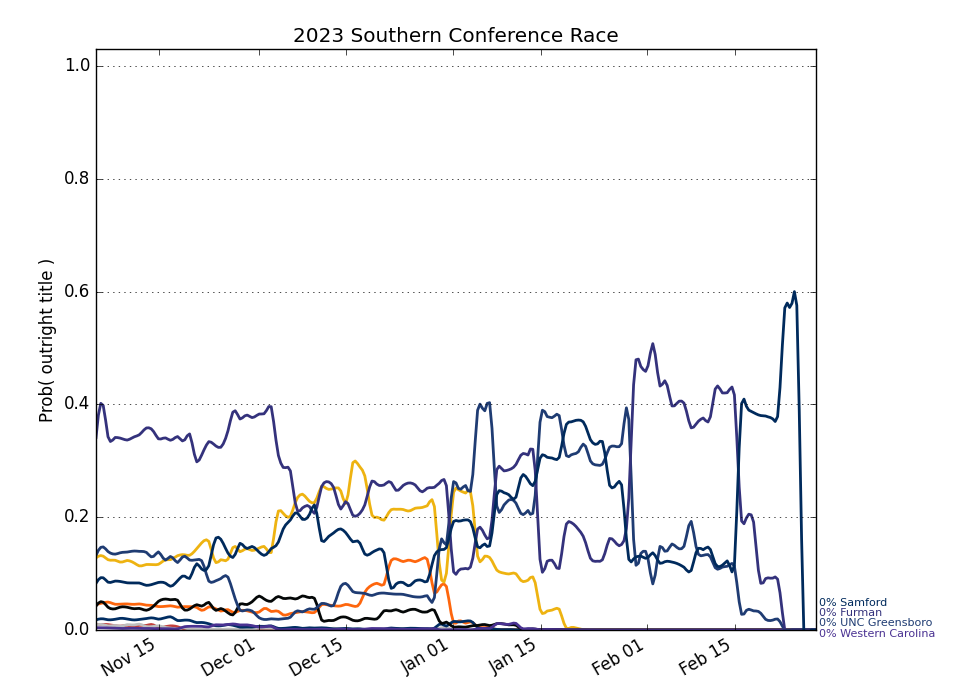 2023 Southern Conference Race
Prob( outright title )
1.0
0.8
0.6
0.4
0.2
0.0
Nov 15
Dec 01
Dec 15
Jan 01
Jan 15
Feb 01
Feb 15
0% Samford
0% Furman
0% UNC Greensboro
0% Western Carolina